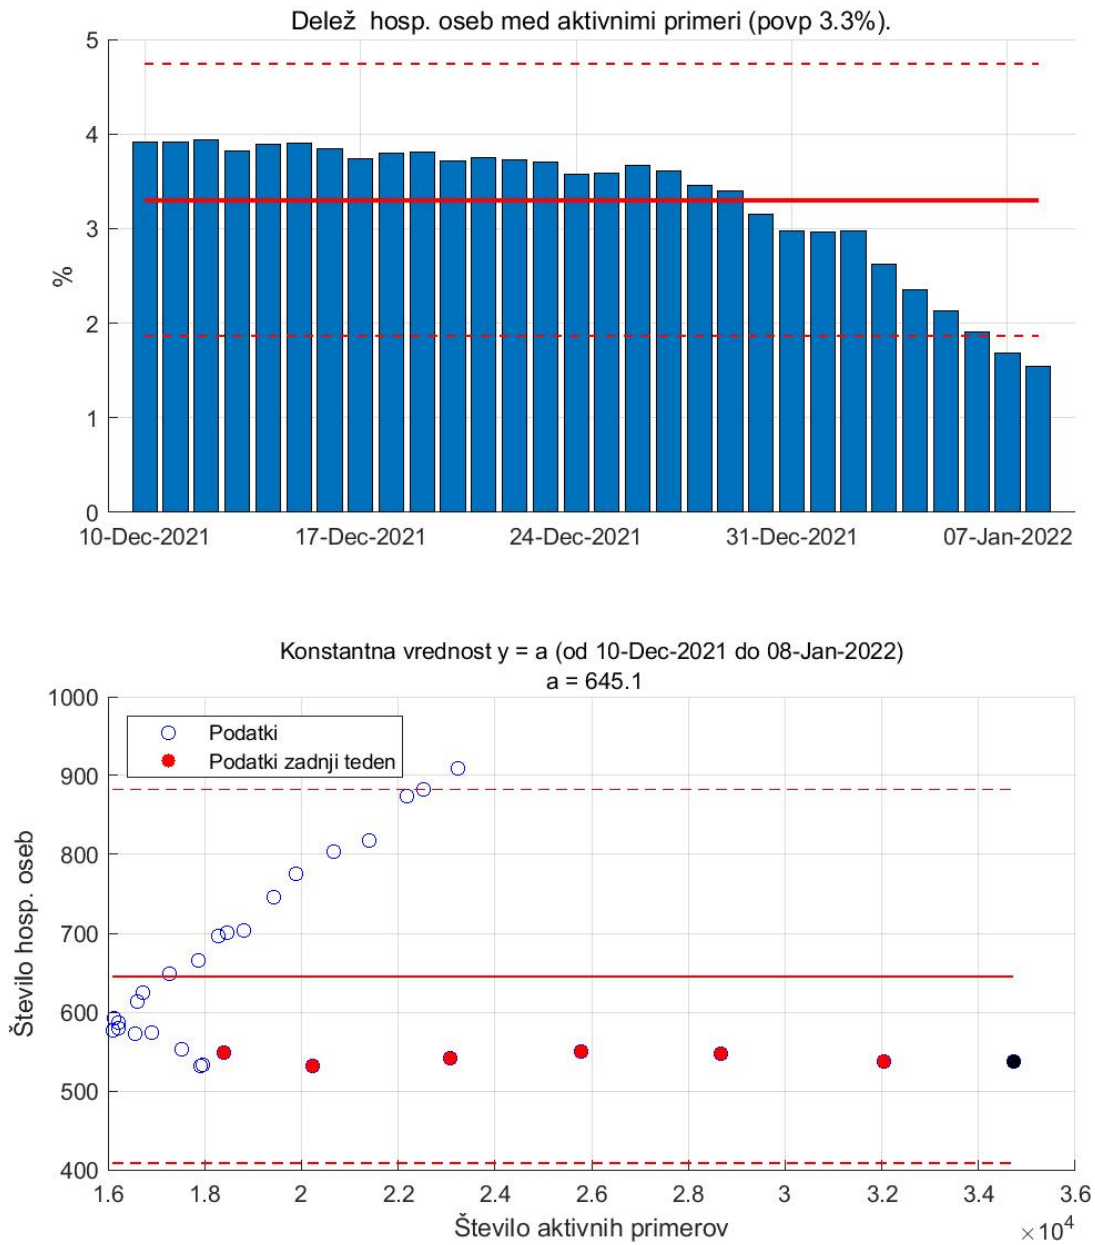 Delež  hosp. oseb med aktivnimi primeri (povp 3.3%).
5
4
3
2
1
0
%
10-Dec-2021 17-Dec-2021 24-Dec-2021 31-Dec-2021 07-Jan-2022
Konstantna vrednost y = a (od 10-Dec-2021 do 08-Jan-2022)
a = 645.1
1000
900
800
700
600
500
400
Število hosp. oseb
Podatki
Podatki zadnji teden
1.6 1.8 2 2.2 2.4 2.6 2.8 3 3.2 3.4 3.6
Število aktivnih primerov
×10⁴